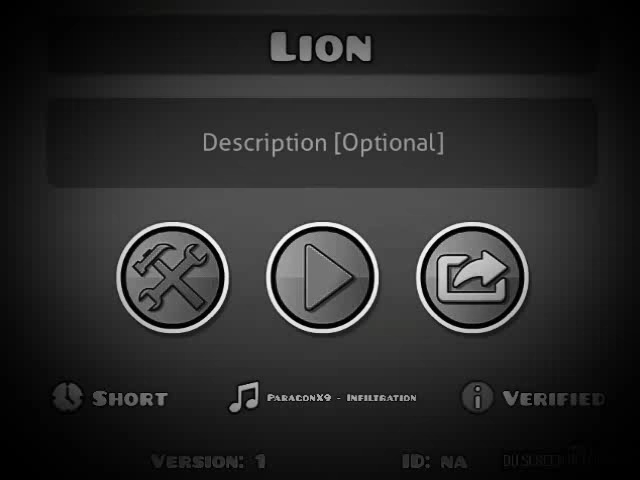 Lion
Description [Optional]
Short
ParagonX9 - Infiltration
Verified
Version: 1
ID: na